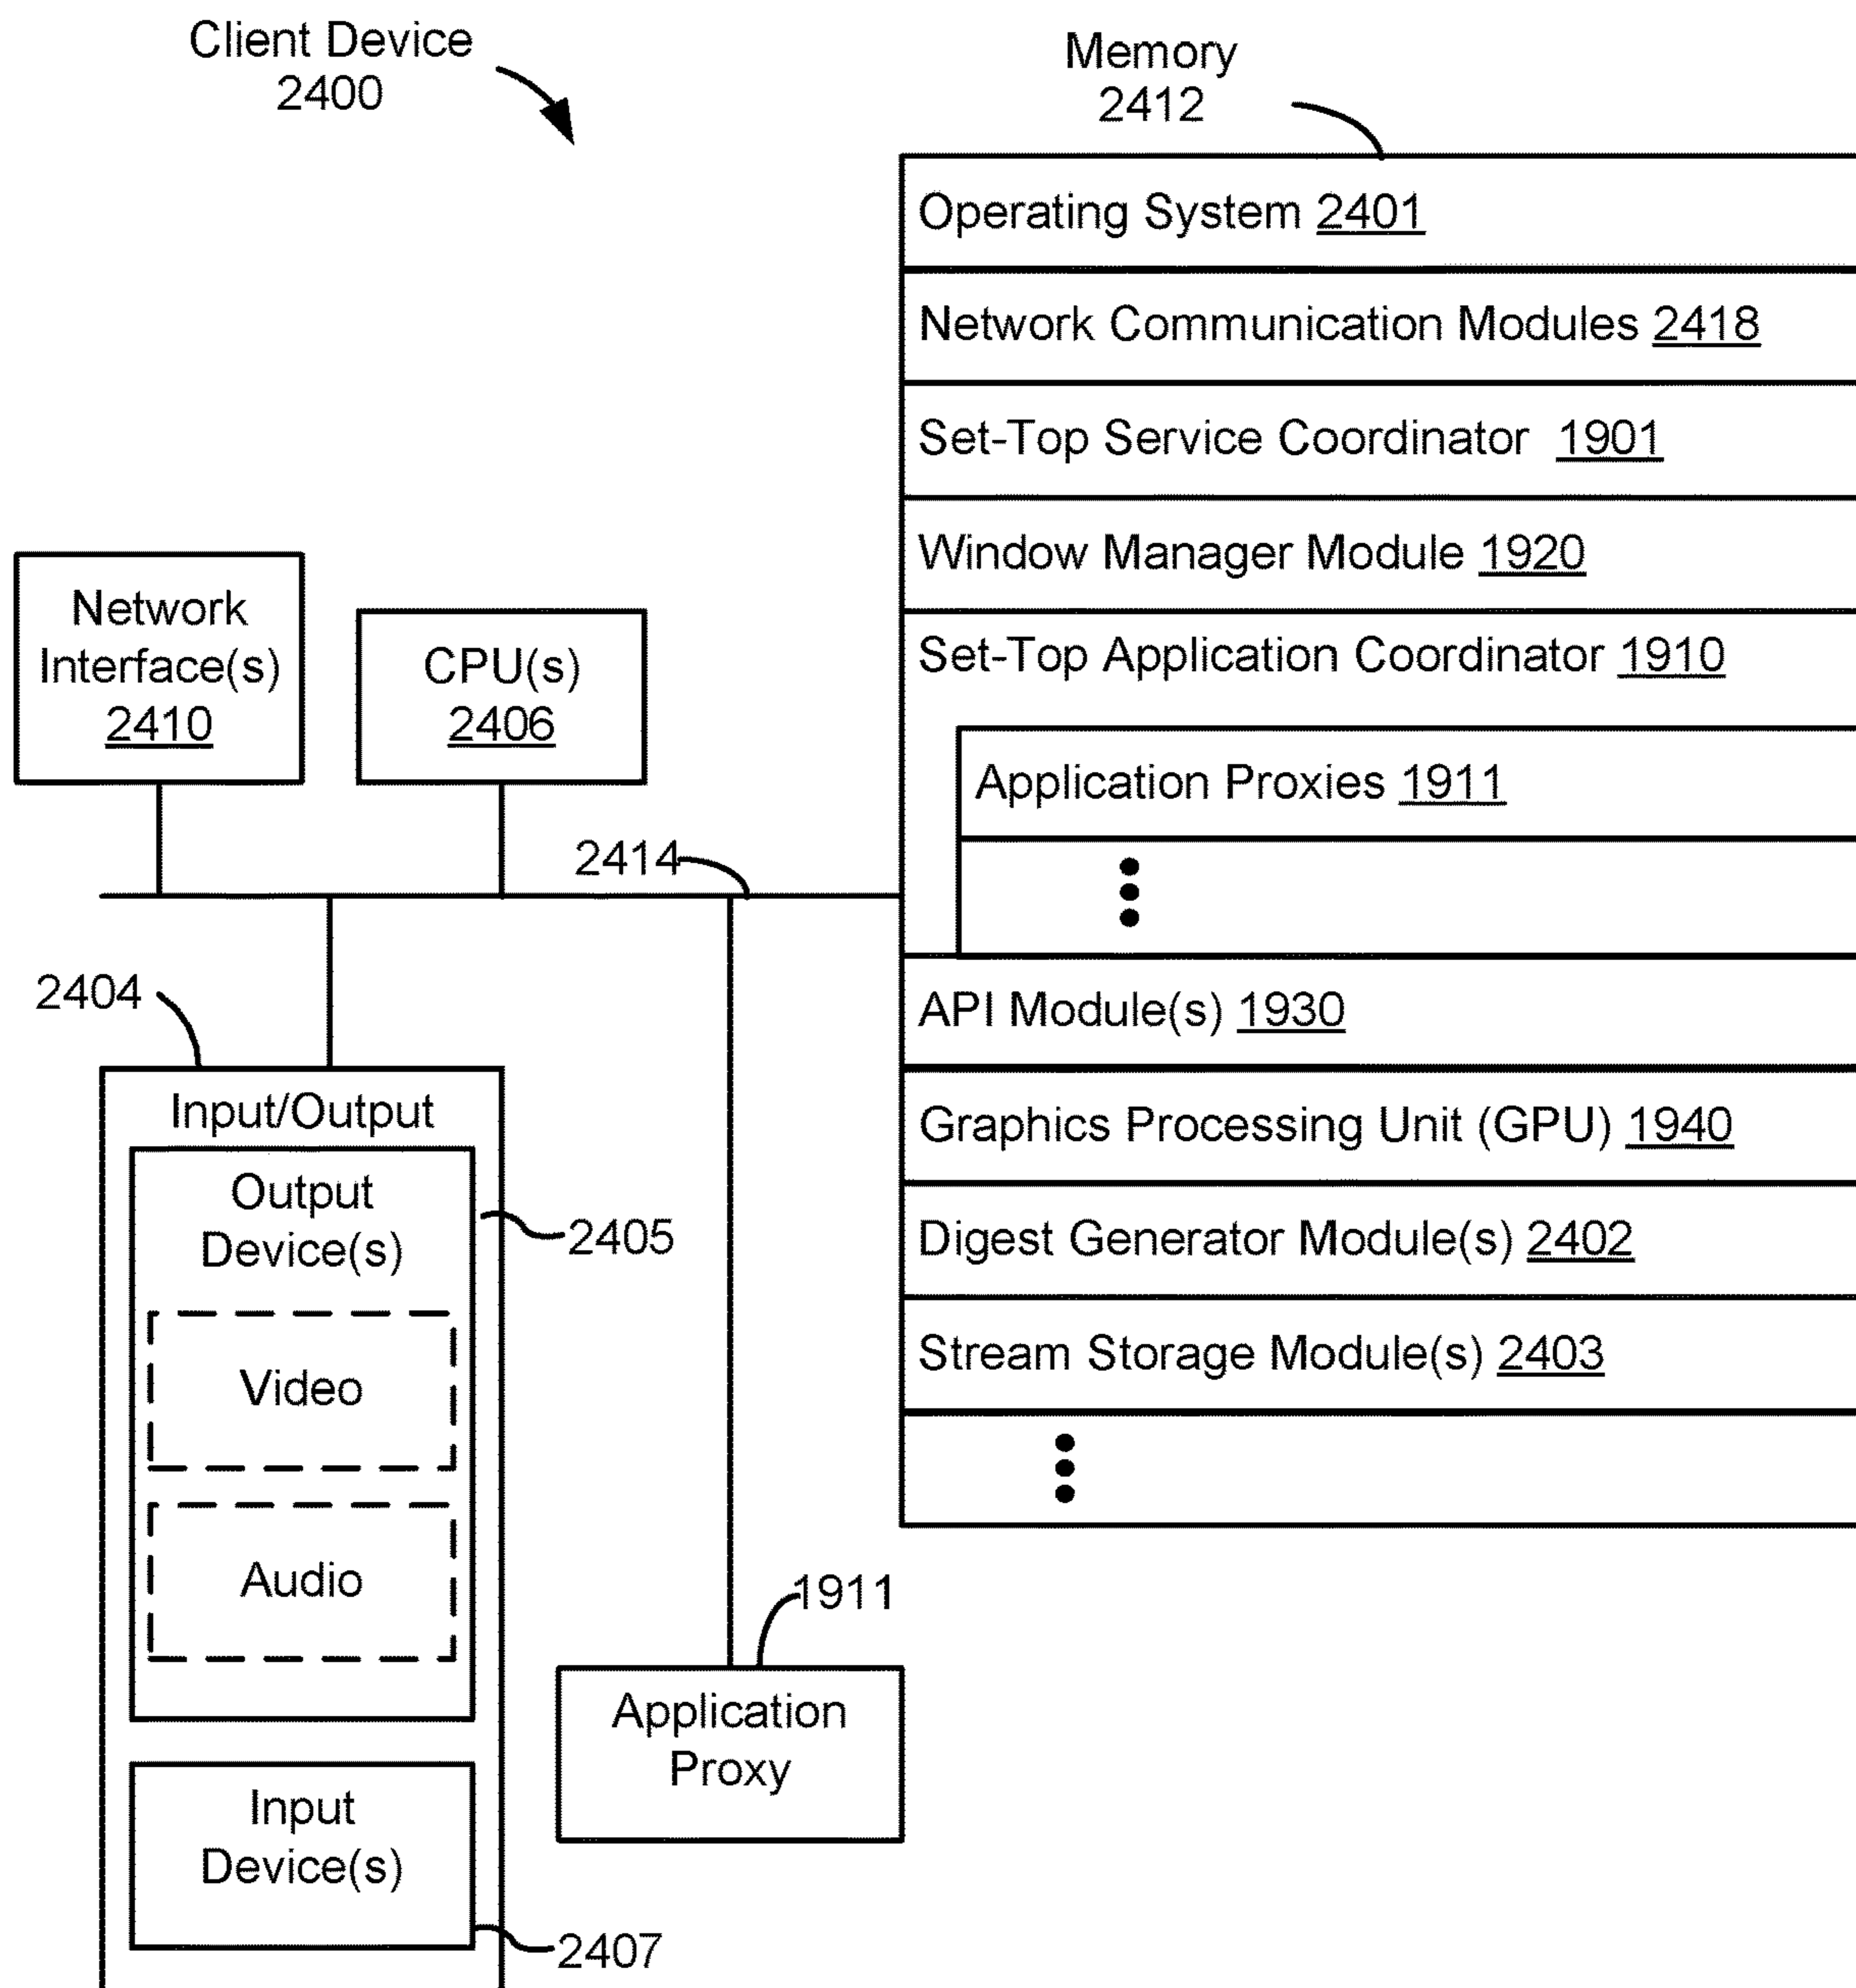 Client Device
2400
Memory
2412
Operating System 2401
Network Communication Modules 2418
Set-Top Service Coordinator 1901
Window Manager Module 1920
Set-Top Application Coordinator 1910
Application Proxies 1911
API Module(s) 1930
Graphics Processing Unit (GPU) 1940
Digest Generator Module(s) 2402
Stream Storage Module(s) 2403
Network
Interface(s)
2410
CPU(s)
2406
2414
2404
Input/Output
Output
Device(s)
2405
Video
Audio
Input
Device(s)
2407
1911
Application
Proxy